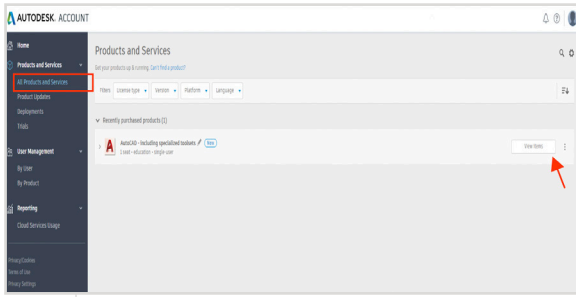 AUTODESK. ACCOUNT
Home
Products and Services
All Products and Services
Product Updates
Deployments
Trials
User Management
By User
By Product
Reporting
Cloud Services Usage
Privacy/Cookies
Terms of Use
Privacy Settings
Products and Services
Get your products up & running. Can't find a product?
Filters License type Version Platform Language
Recently purchased products (1)
AutoCAD - including specialized toolsets New
1 seat - education - single-user
View items